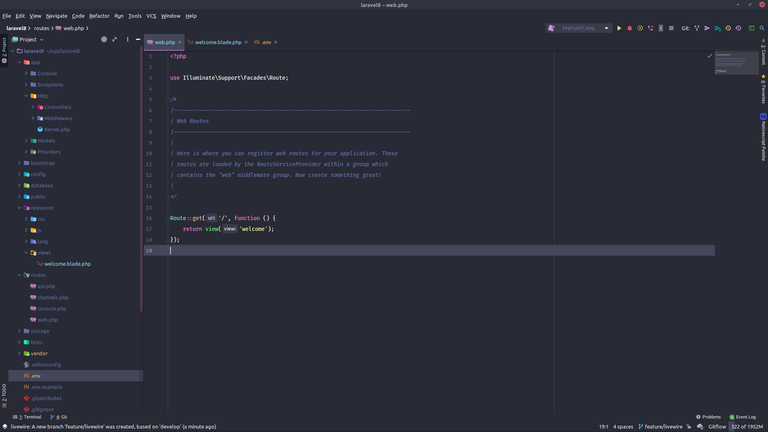 laravel8 – web.php
File Edit View Navigate Code Refactor Run Tools VCS Window Help
laravel8 routes web.php
Git:
Project
web.php
welcome.blade.php
.env
1: Project
laravel8
app
Console
Exceptions
Http
Controllers
Middleware
Kernel.php
Models
Providers
bootstrap
config
database
public
resources
css
js
lang
views
welcome.blade.php
routes
api.php
channels.php
console.php
web.php
storage
tests
vendor
.editorconfig
.env
.env.example
.gitattributes
.gitignore
1 <?php
2
3 use Illuminate\Support\Facades\Route;
4
5 /*
6 |--------------------------------------------------------------------------
7 | Web Routes
8 |--------------------------------------------------------------------------
9 |
10 | Here is where you can register web routes for your application. These
11 | routes are loaded by the RouteServiceProvider within a group which
12 | contains the "web" middleware group. Now create something great!
13 |
14 */
15
16 Route::get( uri: '/', function () {
17 return view( view: 'welcome');
18 });
19
Commit
Favorites
Nativescript Palette
TODO
Terminal
Git
Problems
Event Log
livewire: A new branch 'feature/livewire' was created, based on 'develop' (a minute ago)
19:1 4 spaces feature/livewire Gitflow 322 of 1952M